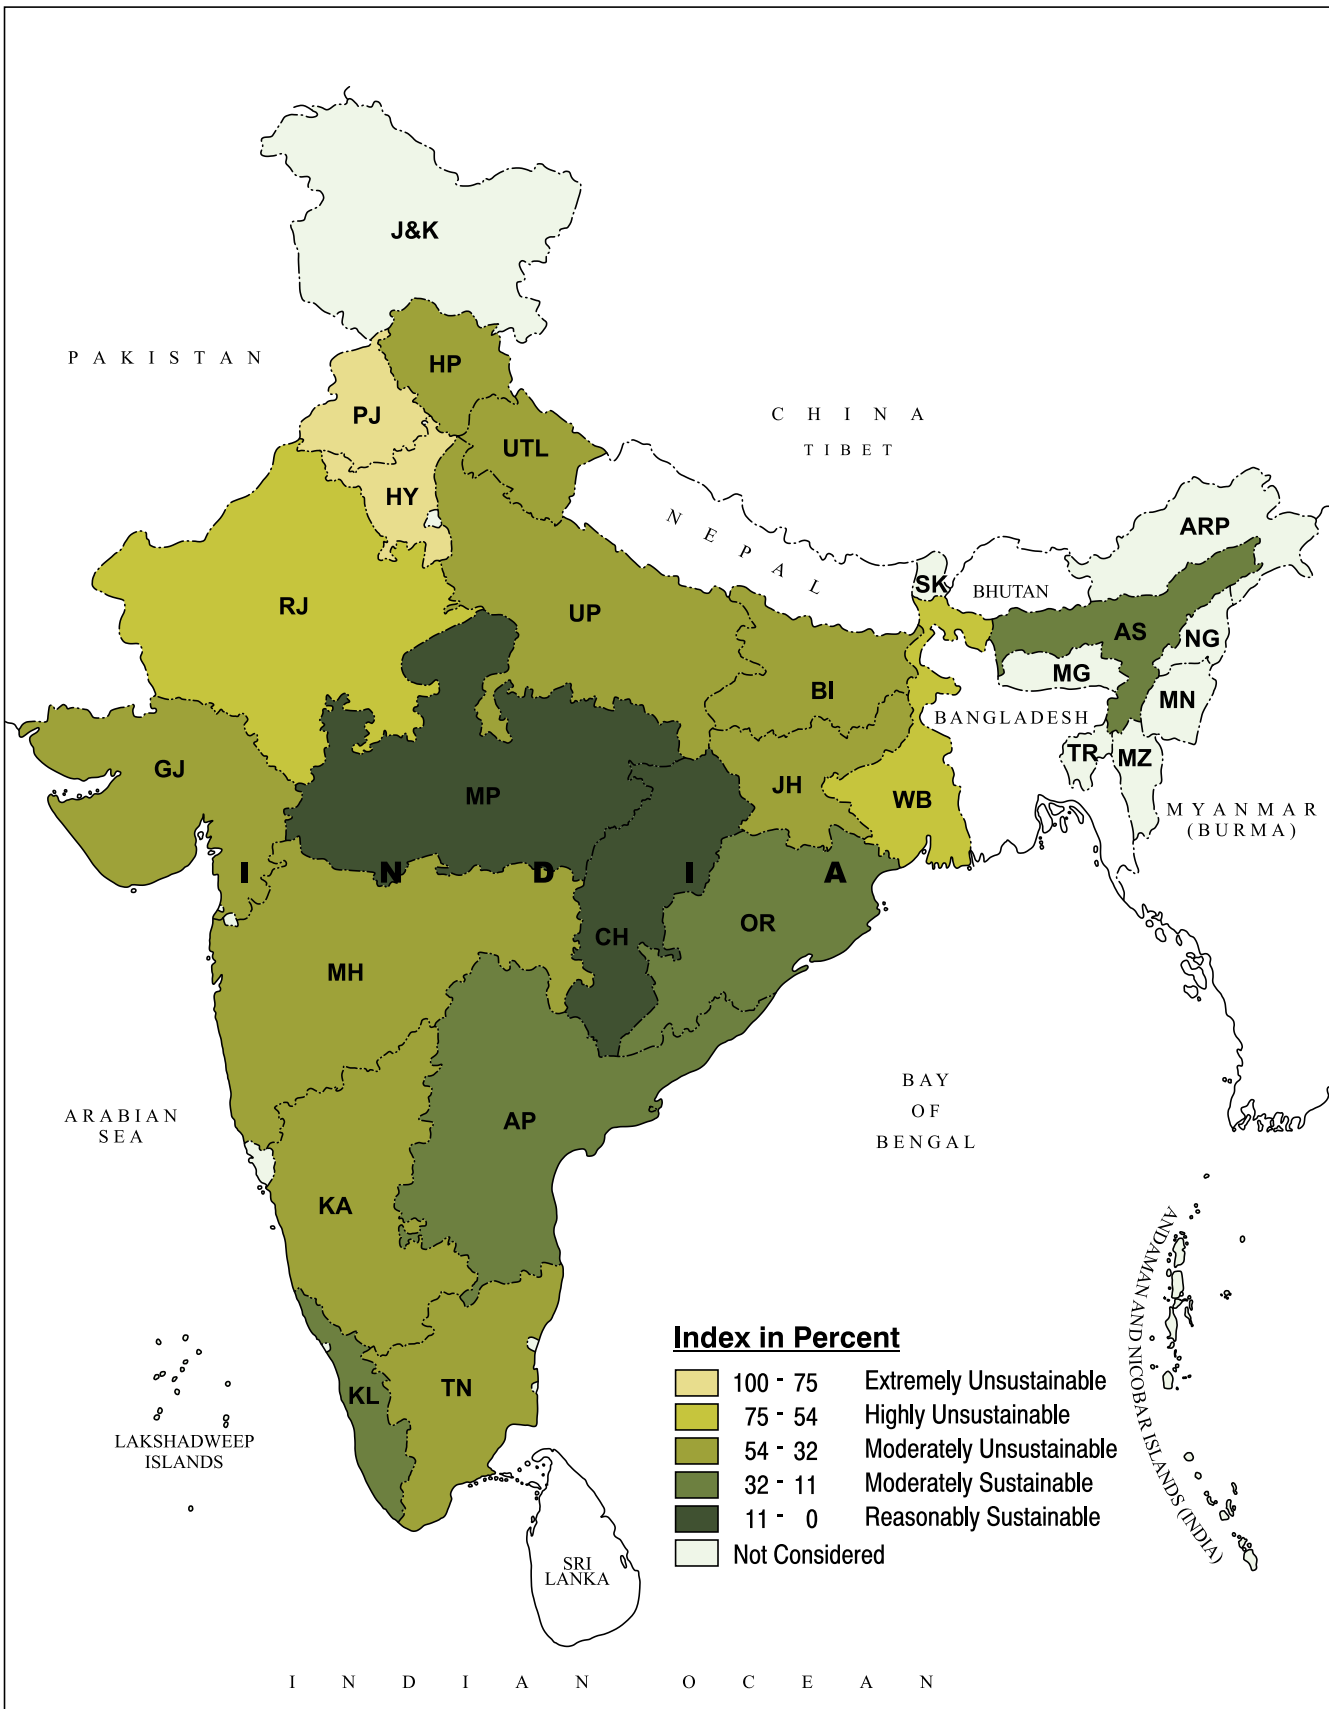 J&K
PAKISTAN
HP
PJ
CHINA
TIBET
UTL
HY
NEPAL
ARP
SK
BHUTAN
RJ
UP
AS
NG
MG
BI
MN
BANGLADESH
TR
MZ
GJ
JH
MP
WB
MYANMAR
(BURMA)
INDIA
OR
CH
MH
BAY
OF
BENGAL
ARABIAN
SEA
AP
KA
ANDAMAN AND NICOBAR ISLANDS (INDIA)
KL
TN
LAKSHADWEEP
ISLANDS
SRI
LANKA
Index in Percent
100 - 75 Extremely Unsustainable
75 - 54 Highly Unsustainable
54 - 32 Moderately Unsustainable
32 - 11 Moderately Sustainable
11 - 0 Reasonably Sustainable
Not Considered
INDIAN OCEAN